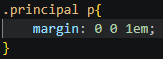 .principal p{
    margin: 0 0 1em;
}